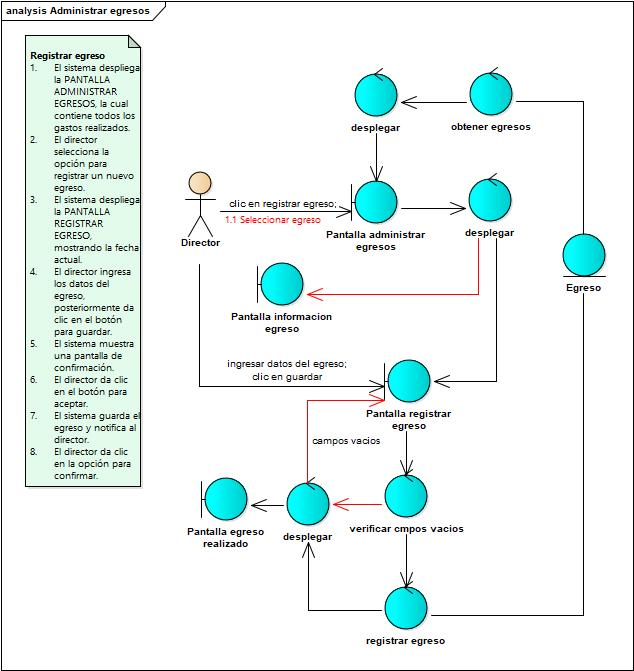 analysis Administrar egresos
Registrar egreso
1. El sistema despliega
la PANTALLA
ADMINISTRAR
EGRESOS, la cual
contiene todos los
gastos realizados.
2. El director
selecciona la
opción para
registrar un nuevo
egreso.
3. El sistema despliega
la PANTALLA
REGISTRAR
EGRESO,
mostrando la fecha
actual.
4. El director ingresa
los datos del
egreso,
posteriormente da
clic en el botón
para guardar.
5. El sistema muestra
una pantalla de
confirmación.
6. El director da clic
en el botón para
aceptar.
7. El sistema guarda el
egreso y notifica al
director.
8. El director da clic
en la opción para
confirmar.
desplegar
obtener egresos
clic en registrar egreso;
1.1 Seleccionar egreso
Director
Pantalla administrar
egresos
desplegar
Egreso
Pantalla informacion
egreso
ingresar datos del egreso;
clic en guardar
Pantalla registrar
egreso
campos vacios
Pantalla egreso
realizado
desplegar
verificar cmpos vacios
registrar egreso